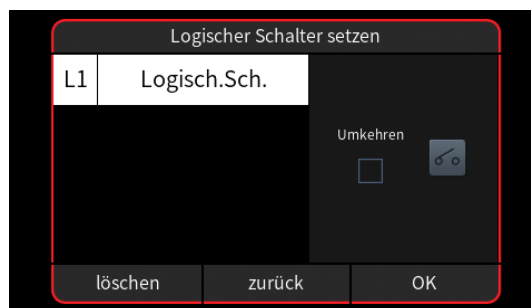 Logischer Schalter setzen
L1 Logisch.Sch.
Umkehren
löschen zurück OK